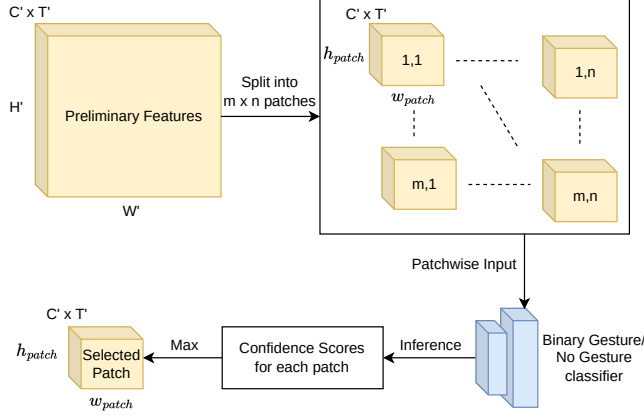 C' x T'
H'
Preliminary Features
W'
Split into
m x n patches
C' x T'
h_patch
1,1
w_patch
1,n
m,1
m,n
Patchwise Input
Binary Gesture/
No Gesture
classifier
Inference
Confidence Scores
for each patch
Max
C' x T'
h_patch
Selected
Patch
w_patch